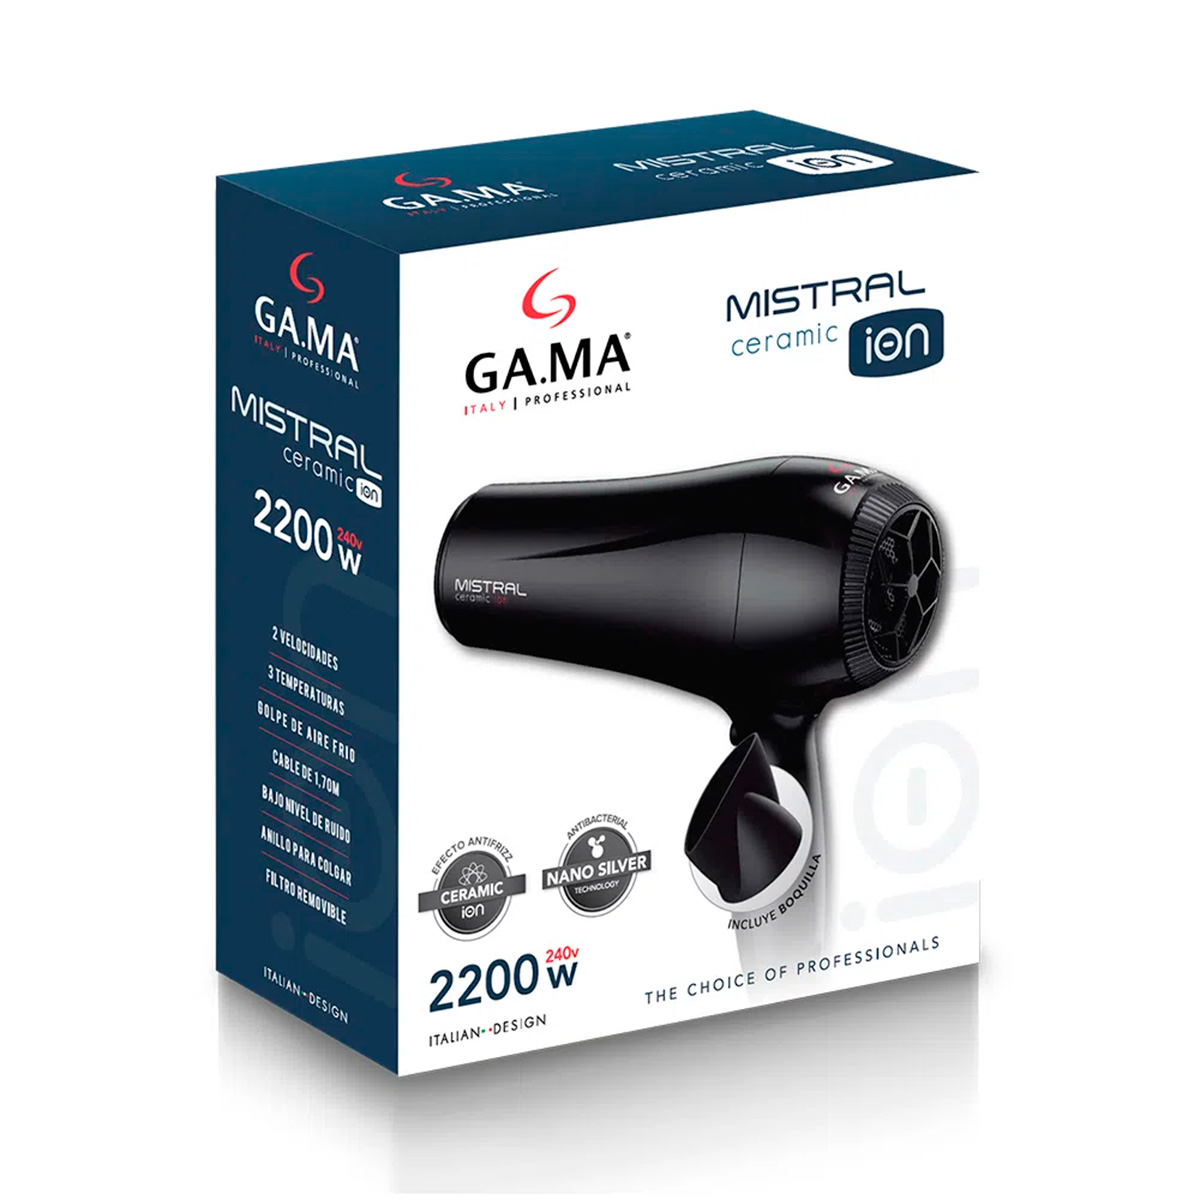 GA.MA
ITALY | PROFESSIONAL
MISTRAL
ceramic ion
GA.MA
ITALY | PROFESSIONAL
MISTRAL
ceramic ion
2200 240v W
2 VELOCIDADES
3 TEMPERATURAS
GOLPE DE AIRE FRIO
CABLE DE 1,70M
BAJO NIVEL DE RUIDO
ANILLO PARA COLGAR
FILTRO REMOVIBLE
ITALIAN DESIGN
ion
GA.MA®
ITALY | PROFESSIONAL
MISTRAL
ceramic ion
GA.MA
MISTRAL
ceramic ion
ion
EFECTO ANTIFRIZZ
CERAMIC
ion
ANTIBACTERIAL
NANO SILVER
TECHNOLOGY
INCLUYE BOQUILLA
2200 240v W
ITALIAN DESIGN
THE CHOICE OF PROFESSIONALS